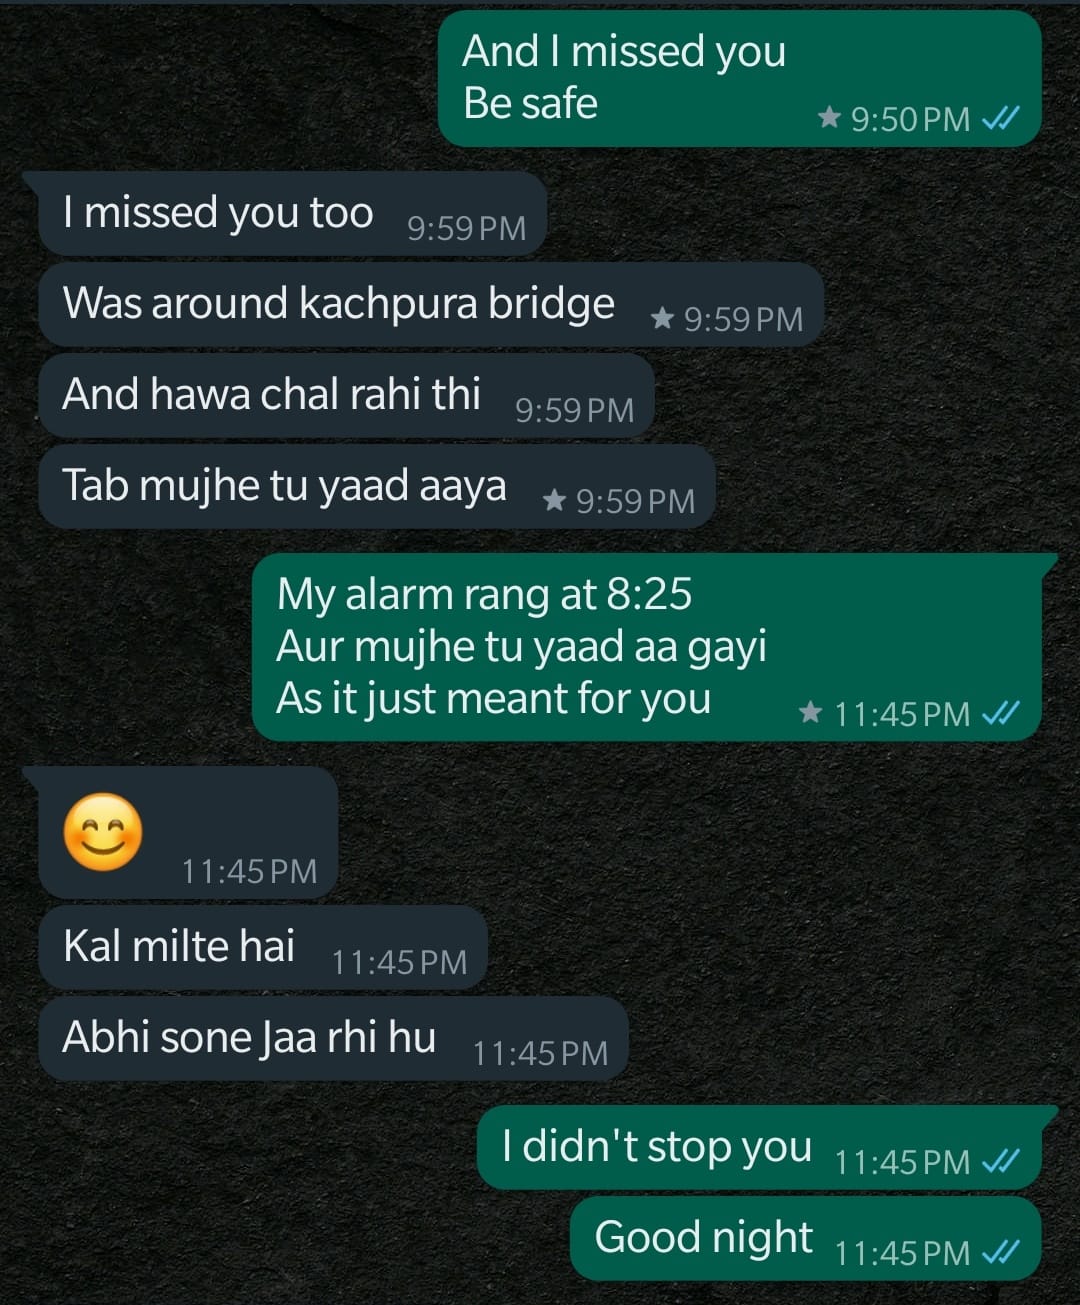 And I missed you
Be safe
9:50 PM
I missed you too 9:59 PM
Was around kachpura bridge 9:59 PM
And hawa chal rahi thi 9:59 PM
Tab mujhe tu yaad aaya 9:59 PM
My alarm rang at 8:25
Aur mujhe tu yaad aa gayi
As it just meant for you
11:45 PM
😊 11:45 PM
Kal milte hai 11:45 PM
Abhi sone Jaa rhi hu 11:45 PM
I didn't stop you 11:45 PM
Good night 11:45 PM